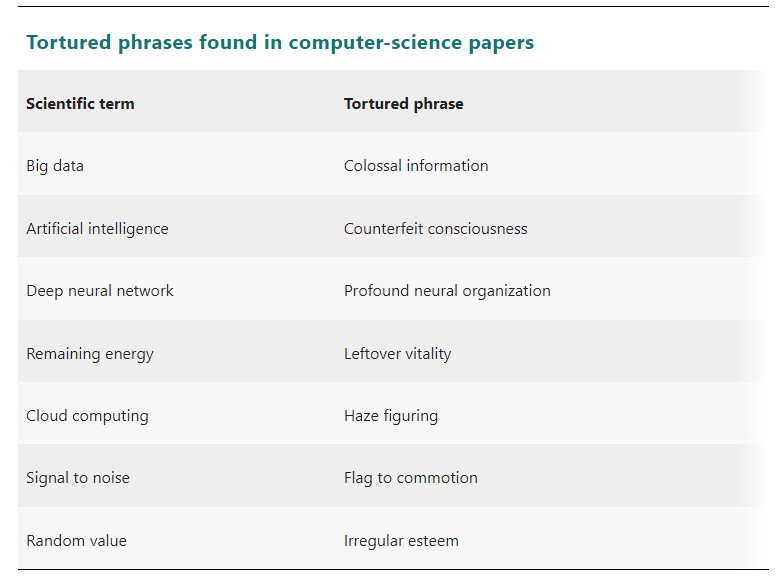 Tortured phrases found in computer-science papers
Scientific term Tortured phrase
Big data Colossal information
Artificial intelligence Counterfeit consciousness
Deep neural network Profound neural organization
Remaining energy Leftover vitality
Cloud computing Haze figuring
Signal to noise Flag to commotion
Random value Irregular esteem